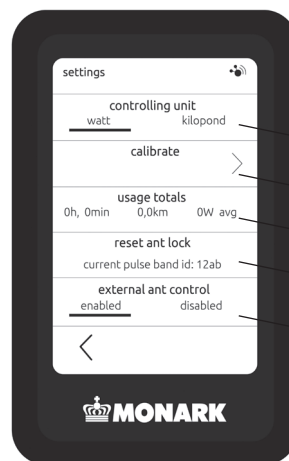 settings
controlling unit
watt kilopond
calibrate
usage totals
0h, 0min 0,0km 0W avg
reset ant lock
current pulse band id: 12ab
external ant control
enabled disabled
MONARK